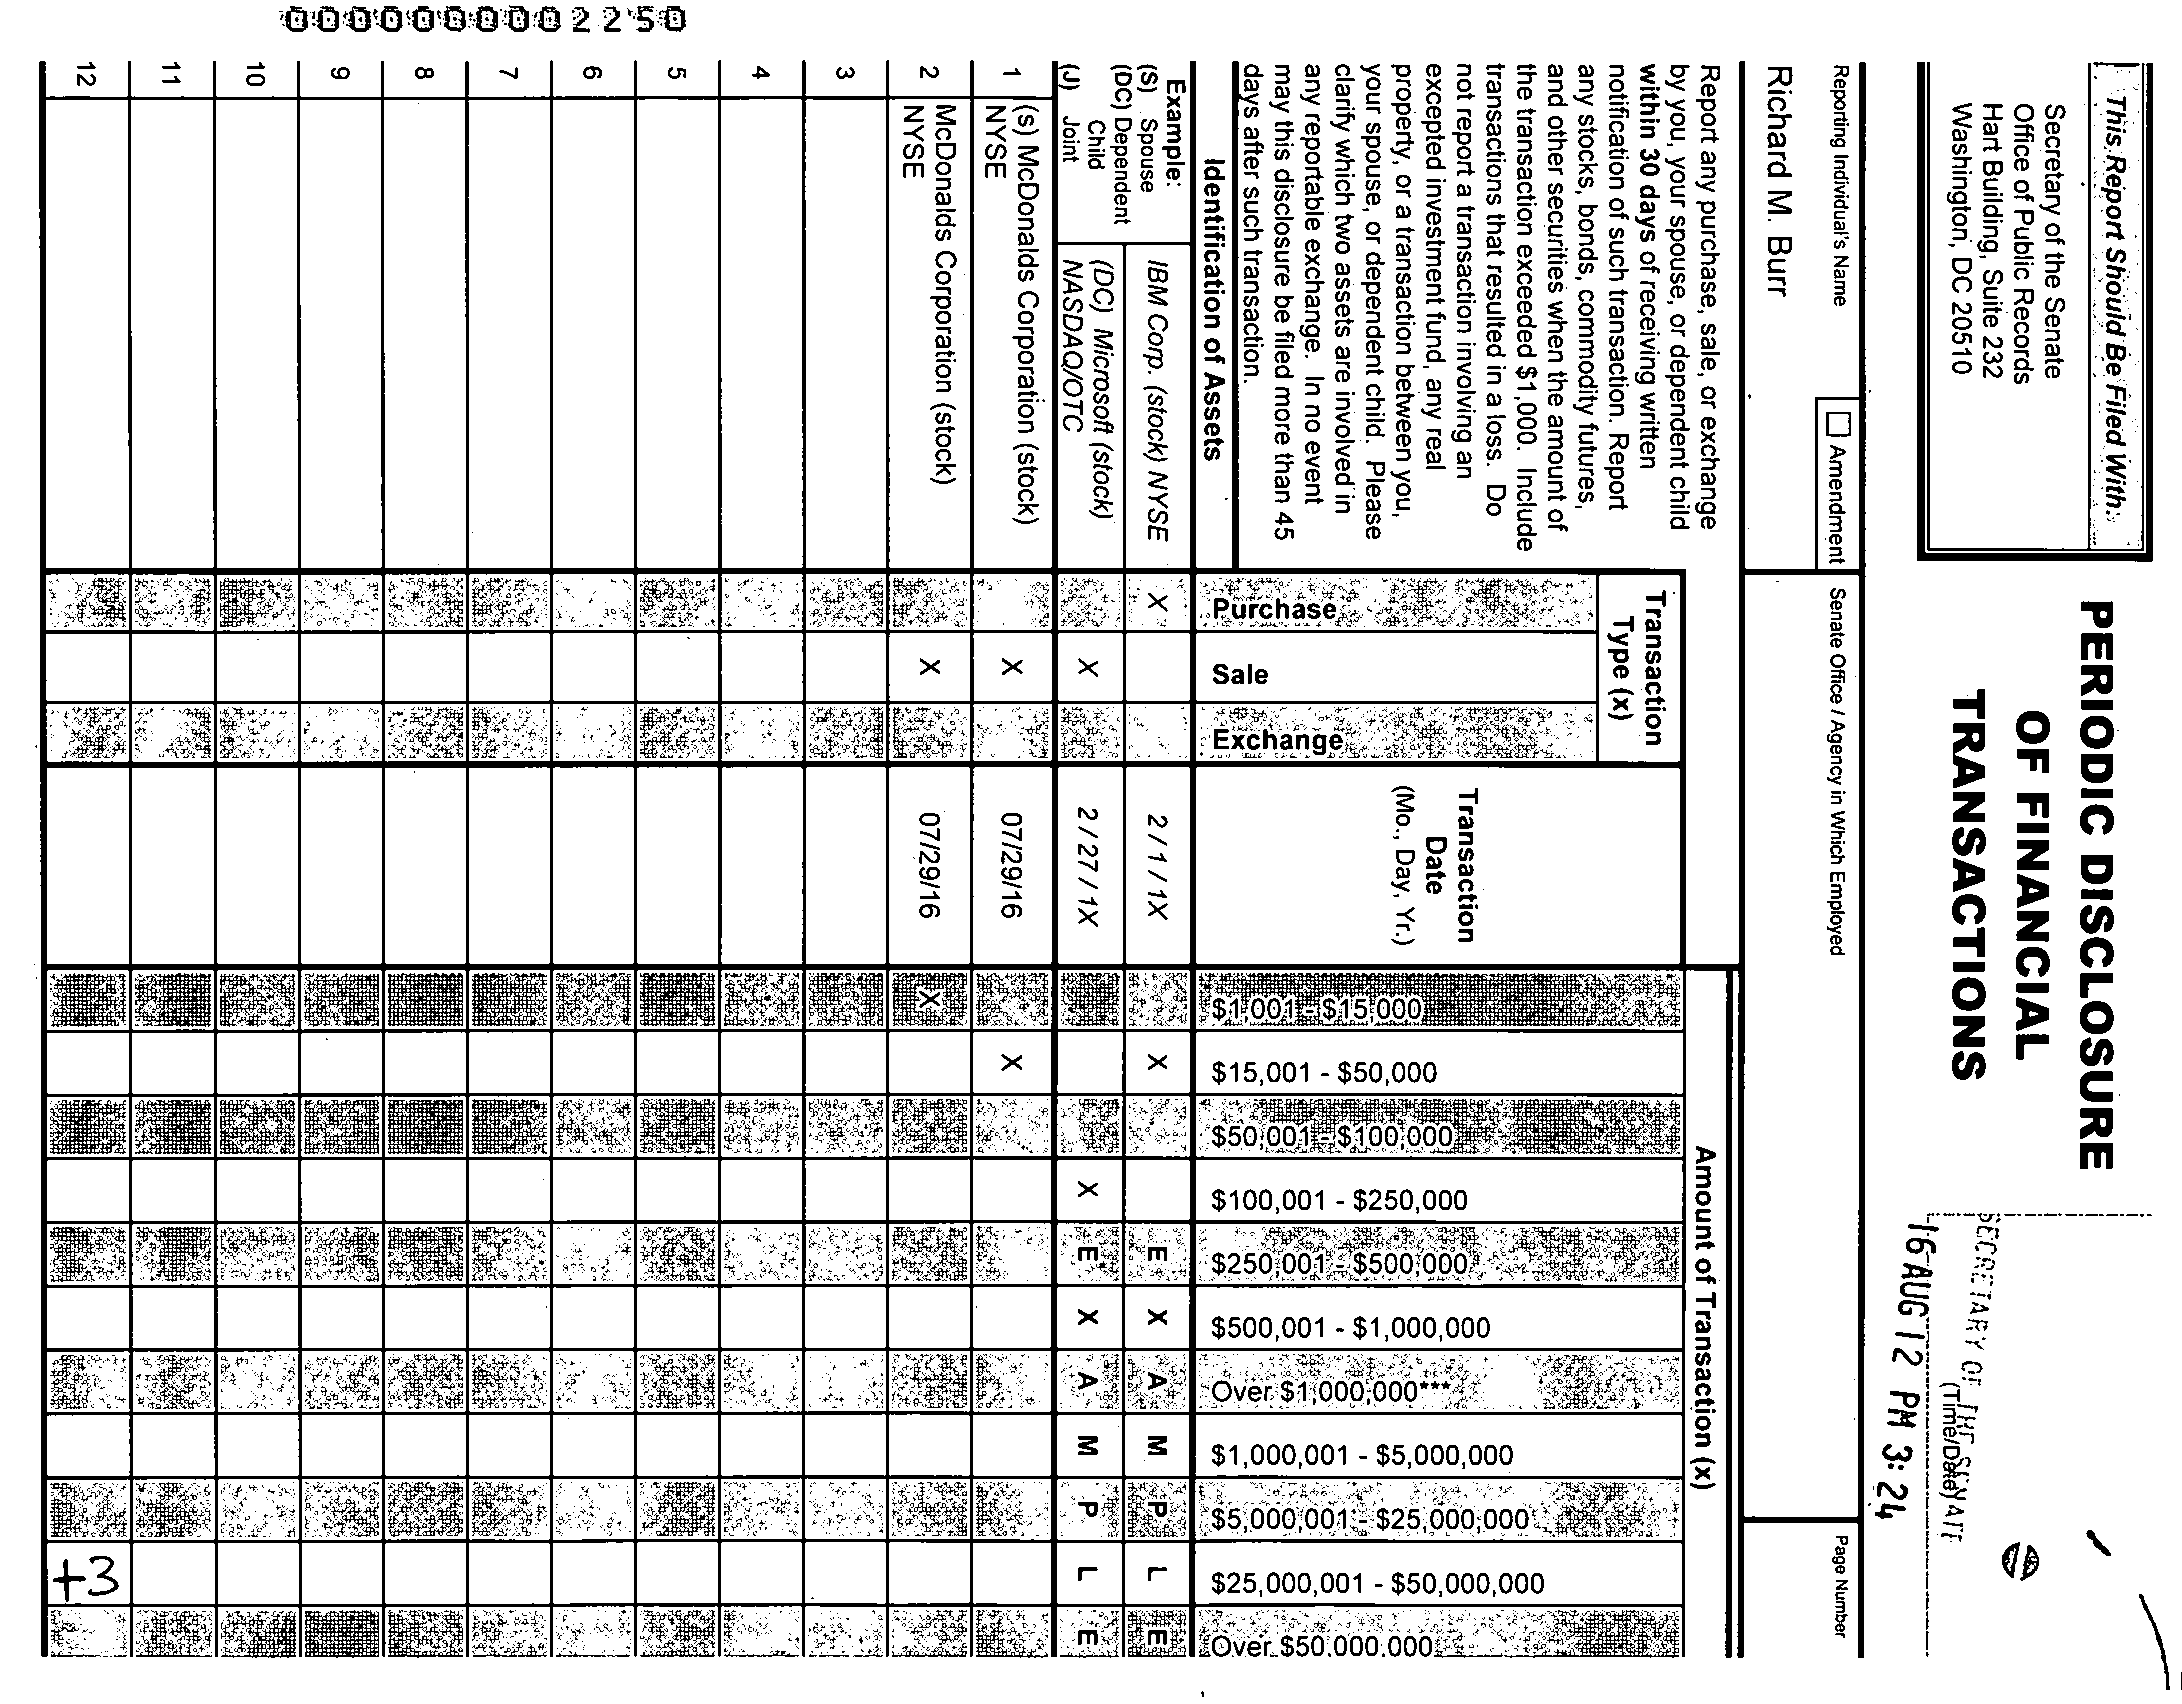 This Report Should Be Filed With:
Secretary of the Senate
Office of Public Records
Hart Building, Suite 232
Washington, DC 20510
PERIODIC DISCLOSURE
OF FINANCIAL
TRANSACTIONS
SECRETARY OF THE SENATE
(Time/Date)
16 AUG 12 PM 3:24
Reporting Individual's Name
Richard M. Burr
Amendment
Senate Office / Agency in Which Employed
Page Number
Report any purchase, sale, or exchange
by you, your spouse, or dependent child
within 30 days of receiving written
notification of such transaction. Report
any stocks, bonds, commodity futures,
and other securities when the amount of
the transaction exceeded $1,000. Include
transactions that resulted in a loss. Do
not report a transaction involving an
excepted investment fund, any real
property, or a transaction between you,
your spouse, or dependent child. Please
clarify which two assets are involved in
any reportable exchange. In no event
may this disclosure be filed more than 45
days after such transaction.
Identification of Assets
Transaction
Type (x)
Purchase
Sale
Exchange
Transaction
Date
(Mo., Day, Yr.)
Amount of Transaction (x)
$1,001 - $15,000
$15,001 - $50,000
$50,001 - $100,000
$100,001 - $250,000
$250,001 - $500,000
$500,001 - $1,000,000
Over $1,000,000***
$1,000,001 - $5,000,000
$5,000,001 - $25,000,000
$25,000,001 - $50,000,000
Over $50,000,000
Example:
(S) Spouse
(DC) Dependent
Child
(J) Joint
IBM Corp. (stock) NYSE X 2 / 1 / 1X X E X A M P L E
(DC) Microsoft (stock)
NASDAQ/OTC X 2 / 27 / 1X X E X A M P L E
1 (s) McDonalds Corporation (stock)
NYSE X 07/29/16 X
2 McDonalds Corporation (stock)
NYSE X 07/29/16 X
3
4
5
6
7
8
9
10
11
12 +3
0000000002250